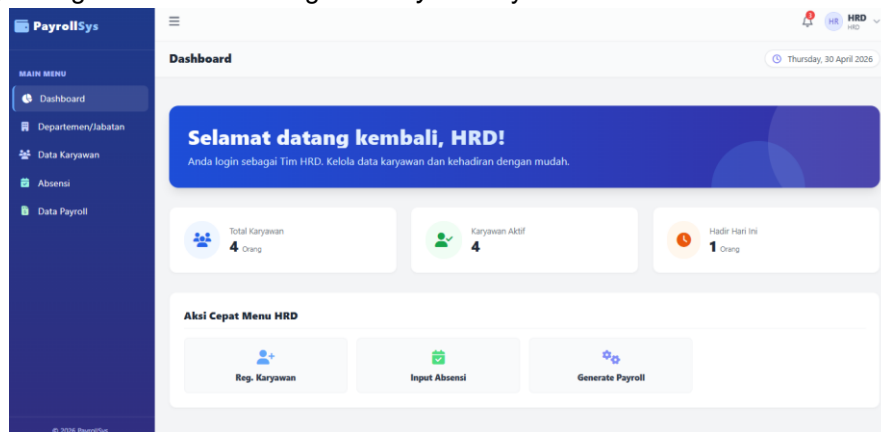 PayrollSys
HR
HRD
HRD
Dashboard
Thursday, 30 April 2026
MAIN MENU
Dashboard
Departemen/Jabatan
Data Karyawan
Absensi
Data Payroll
Selamat datang kembali, HRD!
Anda login sebagai Tim HRD. Kelola data karyawan dan kehadiran dengan mudah.
Total Karyawan
4 Orang
Karyawan Aktif
4
Hadir Hari Ini
1 Orang
Aksi Cepat Menu HRD
Reg. Karyawan
Input Absensi
Generate Payroll
© 2026 PayrollSys